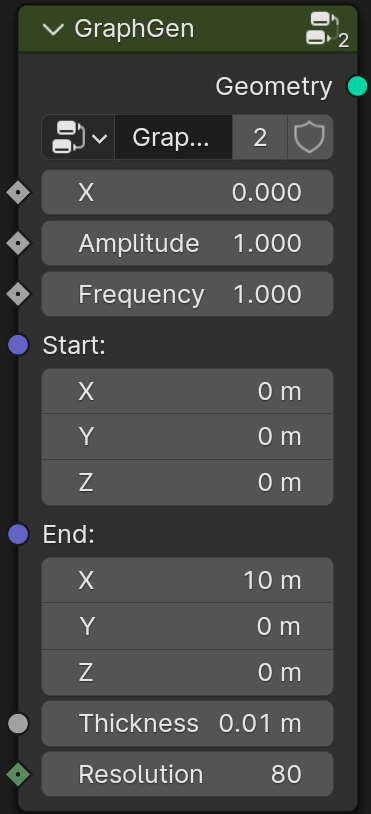 GraphGen 2
Geometry
Grap... 2
X 0.000
Amplitude 1.000
Frequency 1.000
Start:
X 0 m
Y 0 m
Z 0 m
End:
X 10 m
Y 0 m
Z 0 m
Thickness 0.01 m
Resolution 80